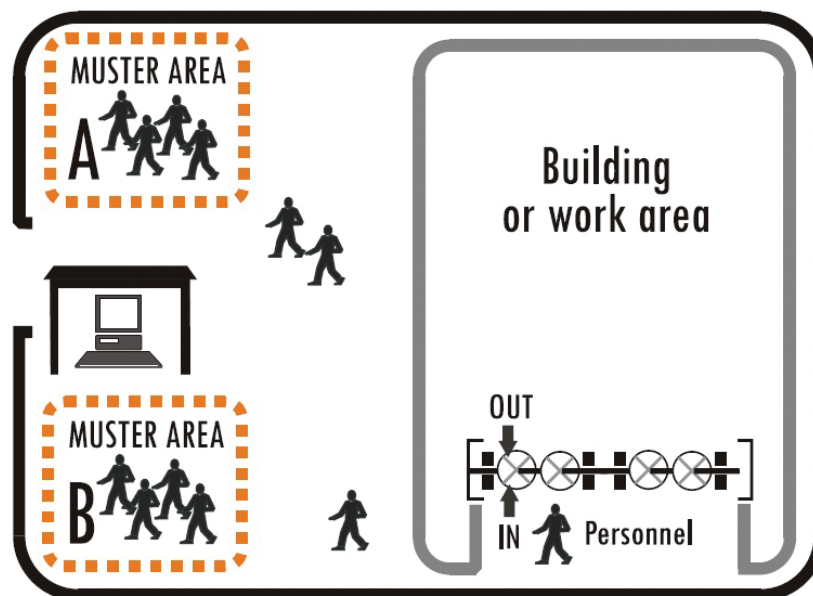 MUSTER AREA
A
Building
or work area
MUSTER AREA
B
OUT
IN
Personnel